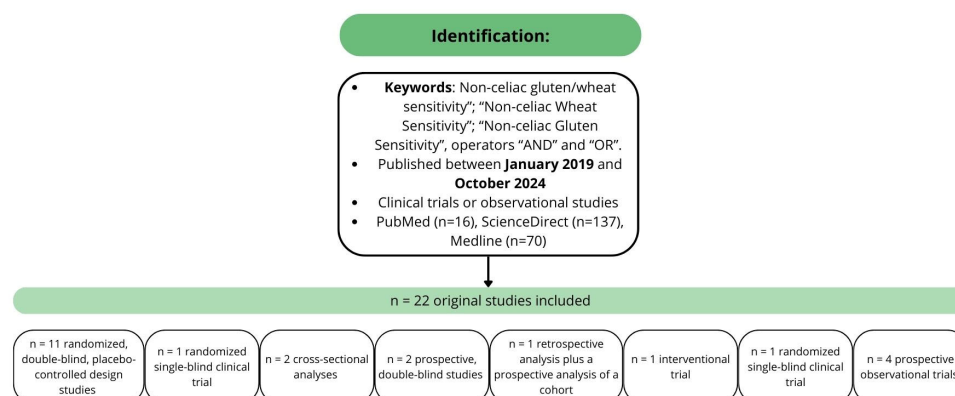 Identification:
• Keywords: Non-celiac gluten/wheat
sensitivity”; “Non-celiac Wheat
Sensitivity”; “Non-celiac Gluten
Sensitivity”, operators “AND” and “OR”.
• Published between January 2019 and
October 2024
• Clinical trials or observational studies
• PubMed (n=16), ScienceDirect (n=137),
Medline (n=70)
n = 22 original studies included
n = 11 randomized,
double-blind, placebo-
controlled design
studies
n = 1 randomized
single-blind clinical
trial
n = 2 cross-sectional
analyses
n = 2 prospective,
double-blind studies
n = 1 retrospective
analysis plus a
prospective analysis of a
cohort
n = 1 interventional
trial
n = 1 randomized
single-blind clinical
trial
n = 4 prospective
observational trials